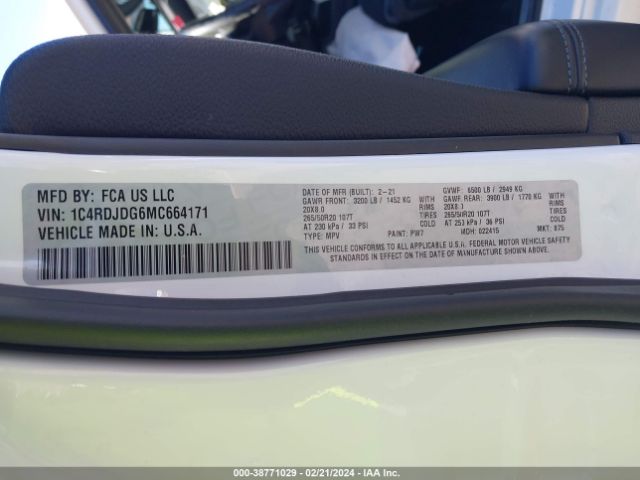 MFD BY: FCA US LLC
VIN: 1C4RDJDG6MC664171
VEHICLE MADE IN: U.S.A.
DATE OF MFR (BUILT): 2-21 GVWF: 6500 LB / 2949 KG
GAWR FRONT: 3200 LB / 1452 KG WITH GAWR REAR: 3900 LB / 1770 KG WITH
20X8.0 RIMS 20X8.0 RIMS
265/50R20 107T TIRES 265/50R20 107T TIRES
AT 230 kPa / 33 PSI COLD AT 253 kPa / 36 PSI COLD
TYPE: MPV PAINT: PW7 MDH: 022415 MKT: 875
THIS VEHICLE CONFORMS TO ALL APPLICABLE U.S.A. FEDERAL MOTOR VEHICLE SAFETY
STANDARDS IN EFFECT ON THE DATE OF MANUFACTURE SHOWN ABOVE.
(00 - 38771029 - 02/21/2024 - IAA Inc.)